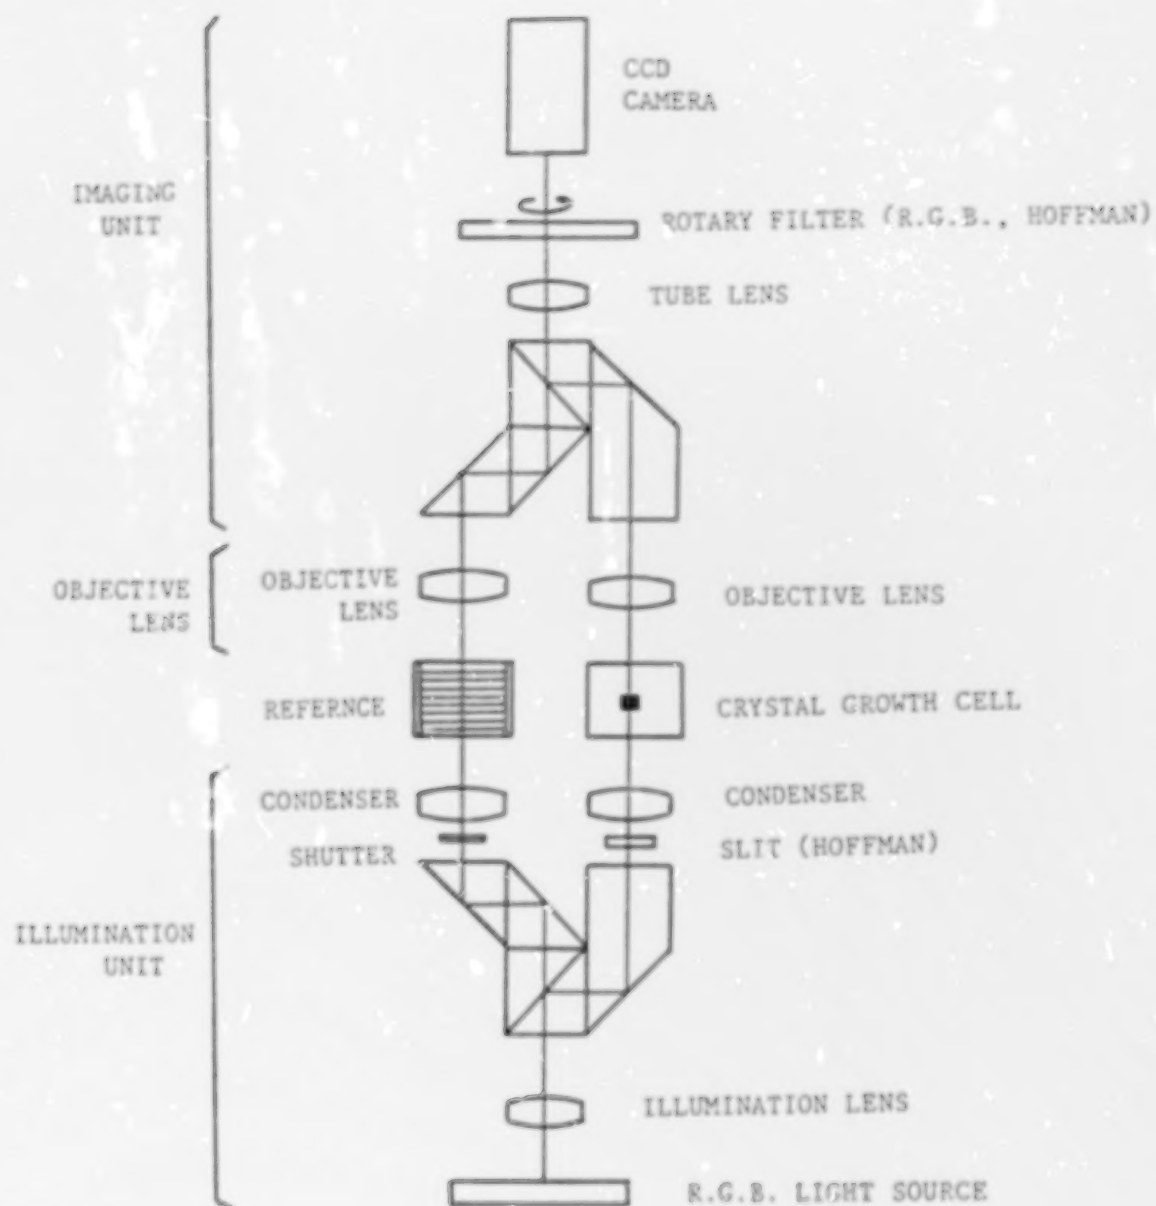 CCD
CAMERA
IMAGING
UNIT
ROTARY FILTER (R.G.B., HOFFMAN)
TUBE LENS
OBJECTIVE
LENS
OBJECTIVE
LENS
OBJECTIVE LENS
REFERNCE
CRYSTAL GROWTH CELL
CONDENSER
CONDENSER
SHUTTER
SLIT (HOFFMAN)
ILLUMINATION
UNIT
ILLUMINATION LENS
R.G.B. LIGHT SOURCE